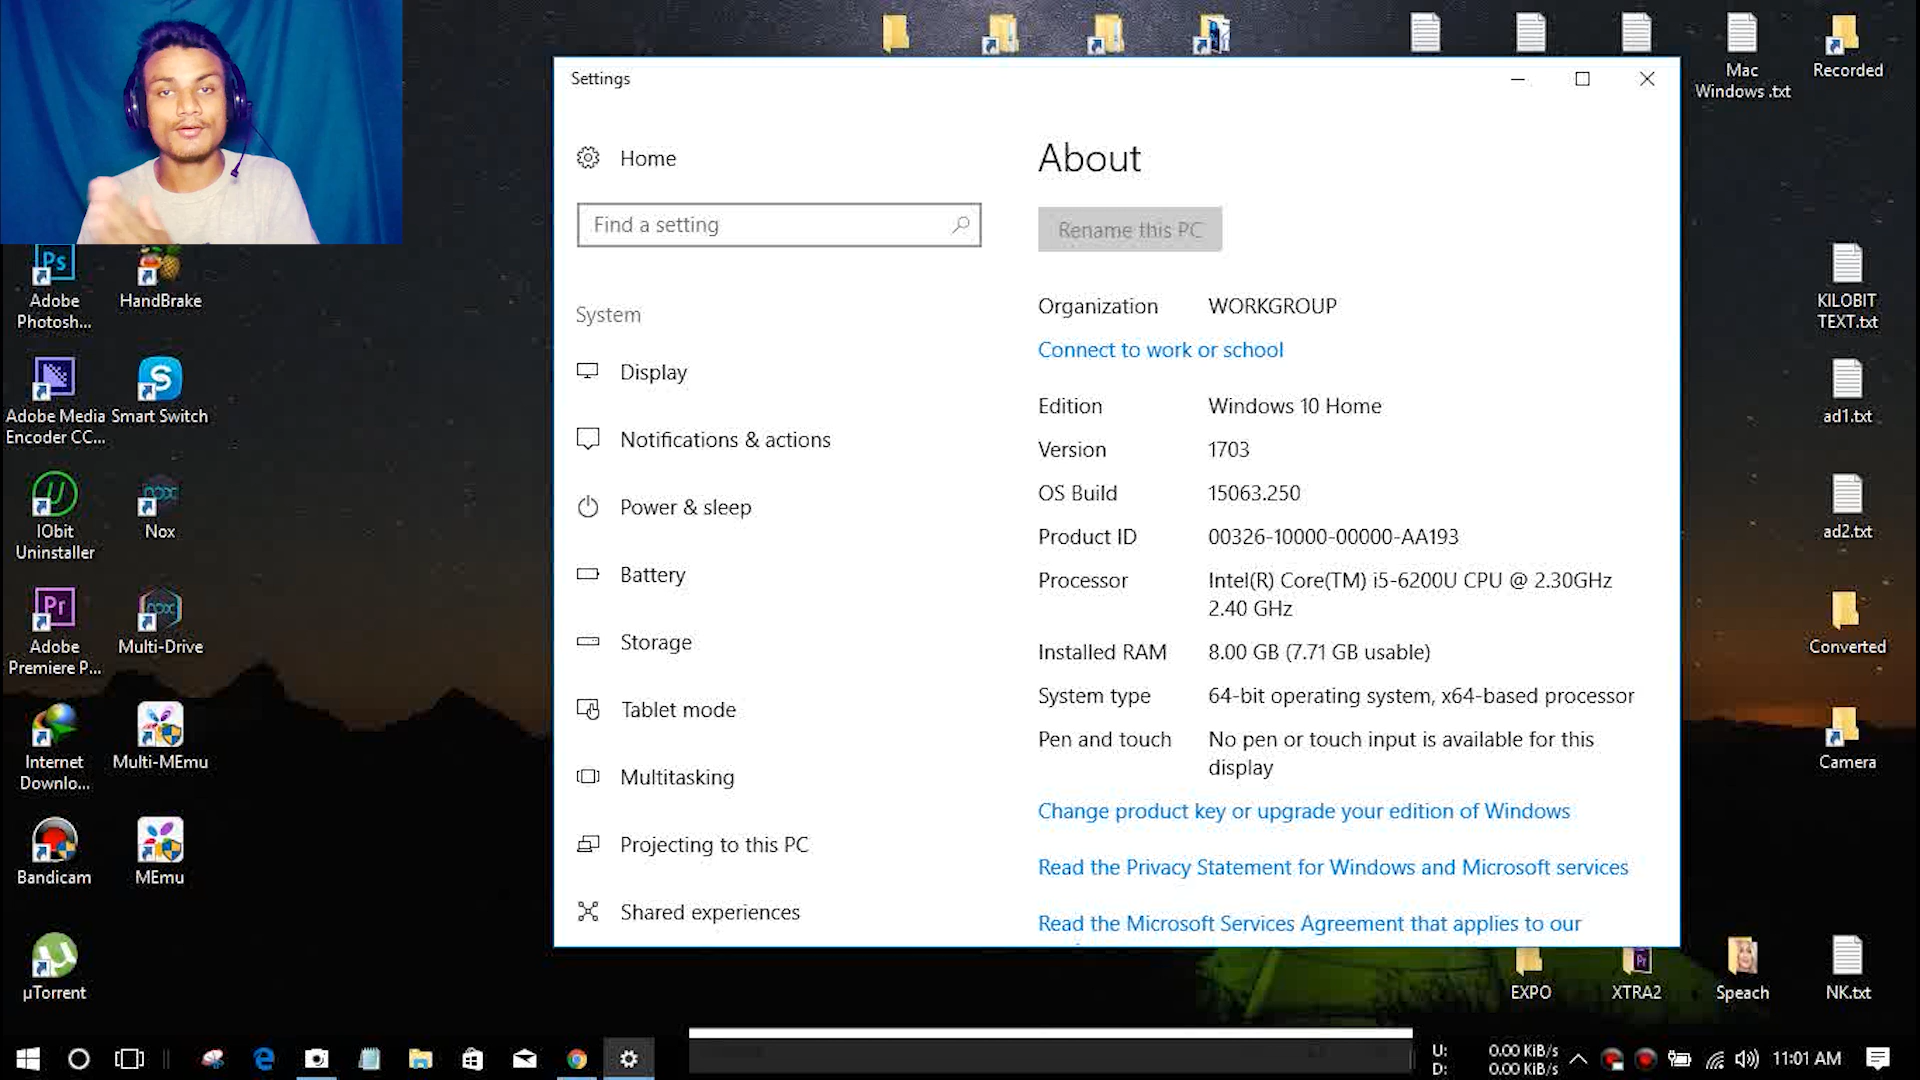 Settings
Home
Find a setting
System
Display
Notifications & actions
Power & sleep
Battery
Storage
Tablet mode
Multitasking
Projecting to this PC
Shared experiences
About
Rename this PC
Organization WORKGROUP
Connect to work or school
Edition Windows 10 Home
Version 1703
OS Build 15063.250
Product ID 00326-10000-00000-AA193
Processor Intel(R) Core(TM) i5-6200U CPU @ 2.30GHz
2.40 GHz
Installed RAM 8.00 GB (7.71 GB usable)
System type 64-bit operating system, x64-based processor
Pen and touch No pen or touch input is available for this
display
Change product key or upgrade your edition of Windows
Read the Privacy Statement for Windows and Microsoft services
Read the Microsoft Services Agreement that applies to our
Ps
Adobe
Photosh...
HandBrake
Adobe Media
Encoder CC...
S
Smart Switch
IObit
Uninstaller
nox
Nox
Pr
Adobe
Premiere P...
nox
Multi-Drive
Internet
Downlo...
Multi-MEmu
Bandicam
MEmu
µTorrent
Mac
Windows .txt
Recorded
KILOBIT
TEXT.txt
ad1.txt
ad2.txt
Converted
Camera
EXPO
Pr
XTRA2
Speach
NK.txt
U: 0.00 KiB/s
D: 0.00 KiB/s
11:01 AM